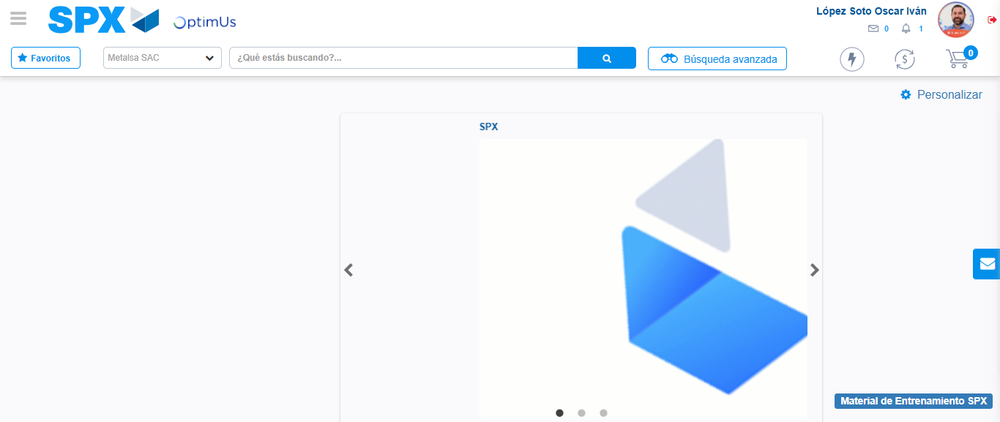 SPX OptimUs
López Soto Oscar Iván
0 1
Favoritos
Metalsa SAC
¿Qué estás buscando?...
Búsqueda avanzada
$
0
Personalizar
SPX
Material de Entrenamiento SPX